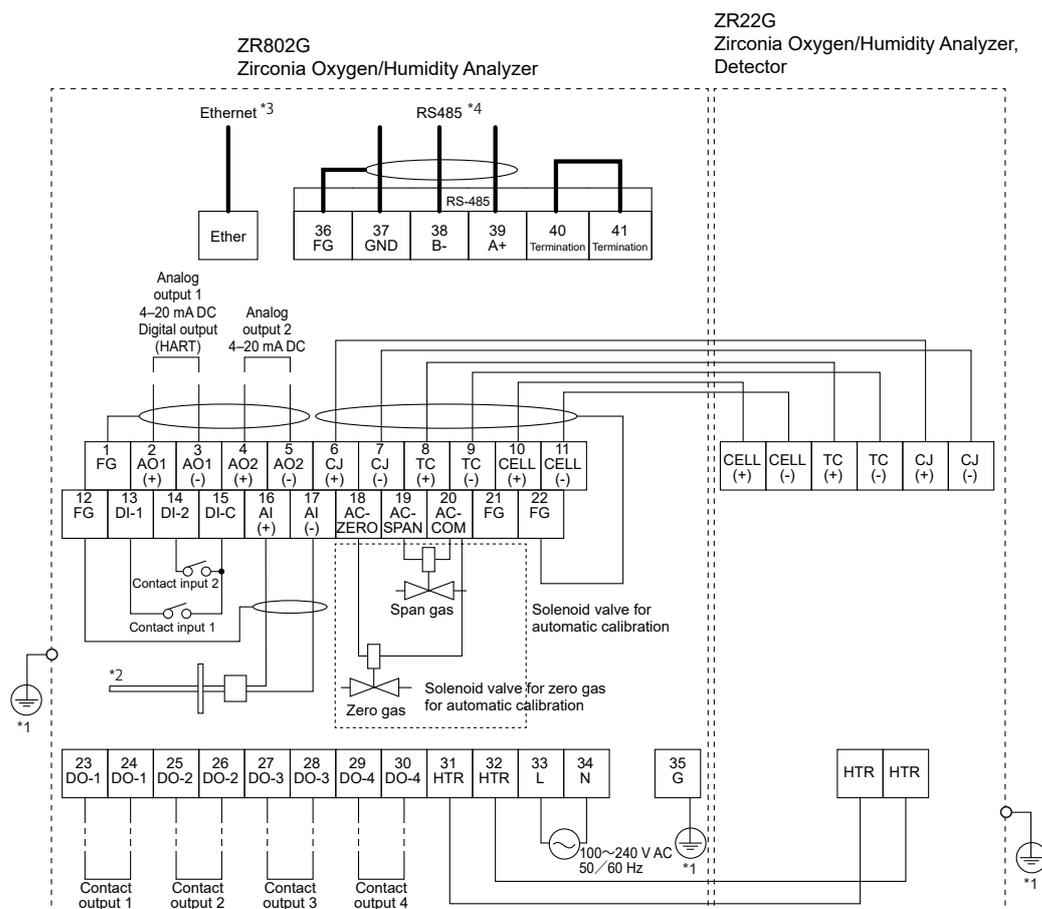 ZR802G
Zirconia Oxygen/Humidity Analyzer
ZR22G
Zirconia Oxygen/Humidity Analyzer,
Detector
Ethernet *3
RS485 *4
RS-485
Ether
36 FG
37 GND
38 B-
39 A+
40 Termination
41 Termination
Analog
output 1
4–20 mA DC
Digital output
(HART)
Analog
output 2
4–20 mA DC
1 FG
2 AO1 (+)
3 AO1 (-)
4 AO2 (+)
5 AO2 (-)
6 CJ (+)
7 CJ (-)
8 TC (+)
9 TC (-)
10 CELL (+)
11 CELL (-)
CELL (+)
CELL (-)
TC (+)
TC (-)
CJ (+)
CJ (-)
12 FG
13 DI-1
14 DI-2
15 DI-C
16 AI (+)
17 AI (-)
18 AC-ZERO
19 AC-SPAN
20 AC-COM
21 FG
22 FG
Contact input 2
Contact input 1
Span gas
Solenoid valve for
automatic calibration
*2
Zero gas
Solenoid valve for zero gas
for automatic calibration
*1
23 DO-1
24 DO-1
25 DO-2
26 DO-2
27 DO-3
28 DO-3
29 DO-4
30 DO-4
31 HTR
32 HTR
33 L
34 N
35 G
HTR
HTR
100～240 V AC
50／60 Hz
*1
*1
Contact
output 1
Contact
output 2
Contact
output 3
Contact
output 4